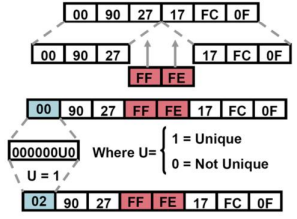 00 90 27 17 FC 0F
00 90 27 17 FC 0F
FF FE
00 90 27 FF FE 17 FC 0F
000000U0 Where U= 1 = Unique
0 = Not Unique
U = 1
02 90 27 FF FE 17 FC 0F